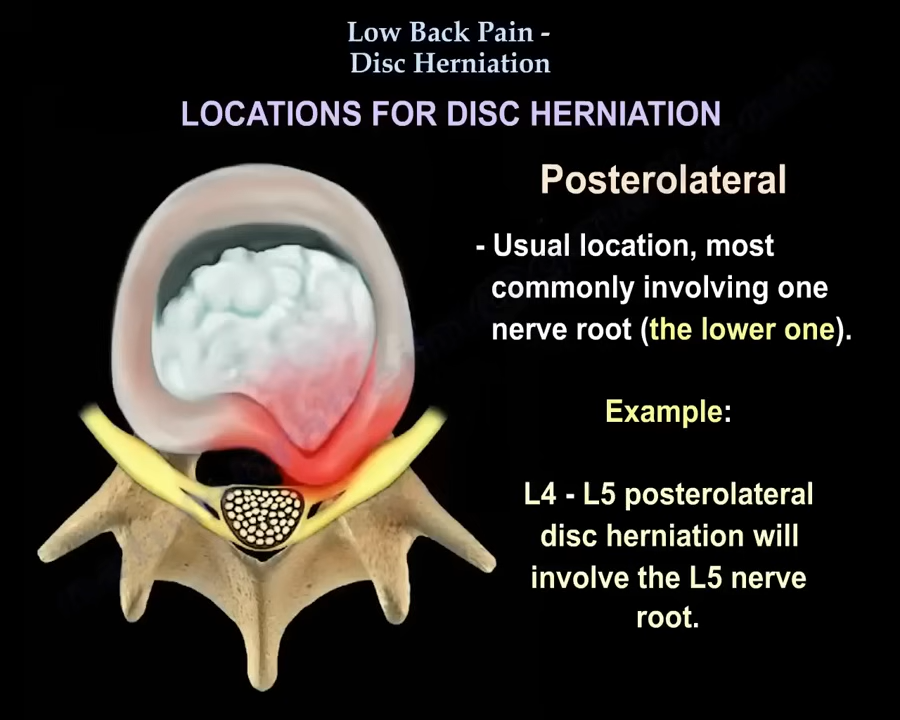 Low Back Pain -
Disc Herniation
LOCATIONS FOR DISC HERNIATION
Posterolateral
- Usual location, most
commonly involving one
nerve root (the lower one).
Example:
L4 - L5 posterolateral
disc herniation will
involve the L5 nerve
root.